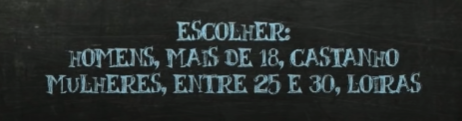 ESCOLHER:
HOMENS, MAIS DE 18, CASTANHO
MULHERES, ENTRE 25 E 30, LOIRAS